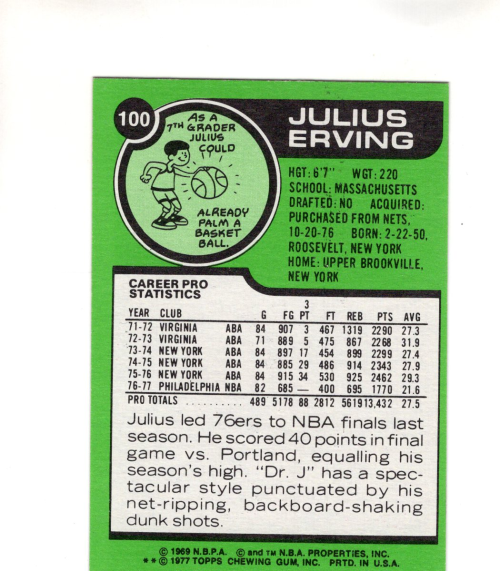 100
AS A
7TH GRADER
JULIUS
COULD
ALREADY
PALM A
BASKET
BALL.
JULIUS
ERVING
HGT: 6'7" WGT: 220
SCHOOL: MASSACHUSETTS
DRAFTED: NO ACQUIRED:
PURCHASED FROM NETS,
10-20-76 BORN: 2-22-50,
ROOSEVELT, NEW YORK
HOME: UPPER BROOKVILLE,
NEW YORK
CAREER PRO
STATISTICS
3
YEAR CLUB G FG PT FT REB PTS AVG
71-72 VIRGINIA ABA 84 907 3 467 1319 2290 27.3
72-73 VIRGINIA ABA 71 889 5 475 867 2268 31.9
73-74 NEW YORK ABA 84 897 17 454 899 2299 27.4
74-75 NEW YORK ABA 84 885 29 486 914 2343 27.9
75-76 NEW YORK ABA 84 915 34 530 925 2462 29.3
76-77 PHILADELPHIA NBA 82 685 — 400 695 1770 21.6
PRO TOTALS .......... 489 5178 88 2812 5619 13,432 27.5
Julius led 76ers to NBA finals last
season. He scored 40 points in final
game vs. Portland, equalling his
season's high. "Dr. J" has a spec-
tacular style punctuated by his
net-ripping, backboard-shaking
dunk shots.
© 1969 N.B.P.A. © and TM N.B.A. PROPERTIES, INC.
** © 1977 TOPPS CHEWING GUM, INC. PRTD. IN U.S.A.